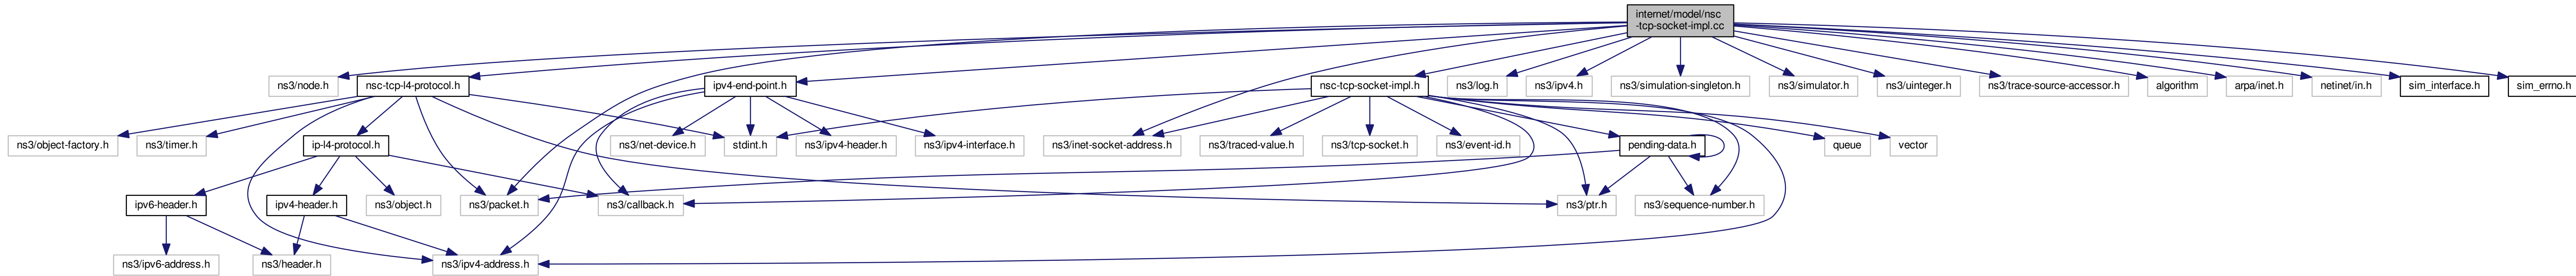 internet/model/nsc
-tcp-socket-impl.cc
ns3/node.h
nsc-tcp-l4-protocol.h
ipv4-end-point.h
nsc-tcp-socket-impl.h
ns3/log.h
ns3/ipv4.h
ns3/simulation-singleton.h
ns3/simulator.h
ns3/uinteger.h
ns3/trace-source-accessor.h
algorithm
arpa/inet.h
netinet/in.h
sim_interface.h
sim_errno.h
ns3/object-factory.h
ns3/timer.h
ip-l4-protocol.h
ns3/net-device.h
stdint.h
ns3/ipv4-header.h
ns3/ipv4-interface.h
ns3/inet-socket-address.h
ns3/traced-value.h
ns3/tcp-socket.h
ns3/event-id.h
pending-data.h
queue
vector
ipv6-header.h
ipv4-header.h
ns3/object.h
ns3/packet.h
ns3/callback.h
ns3/ptr.h
ns3/sequence-number.h
ns3/ipv6-address.h
ns3/header.h
ns3/ipv4-address.h